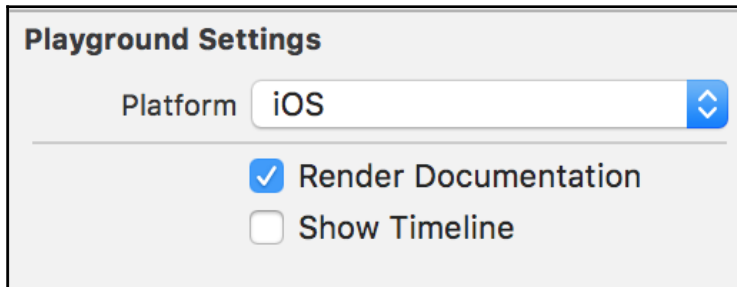 Playground Settings
Platform iOS
Render Documentation
Show Timeline